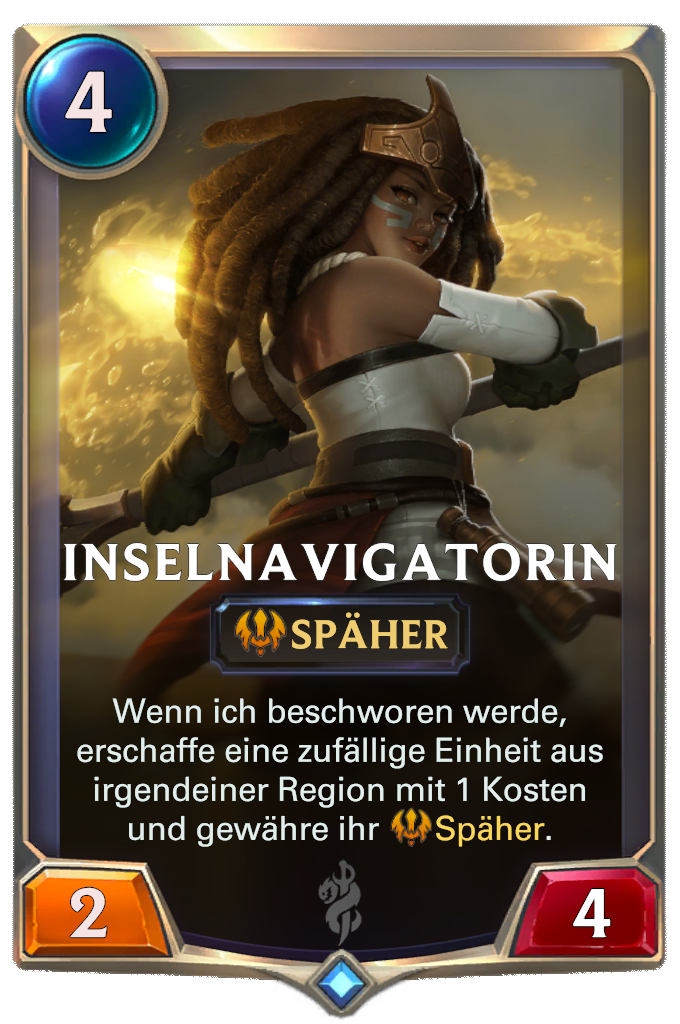 4
INSELNAVIGATORIN
SPÄHER
Wenn ich beschworen werde,
erschaffe eine zufällige Einheit aus
irgendeiner Region mit 1 Kosten
und gewähre ihr Späher.
2
4